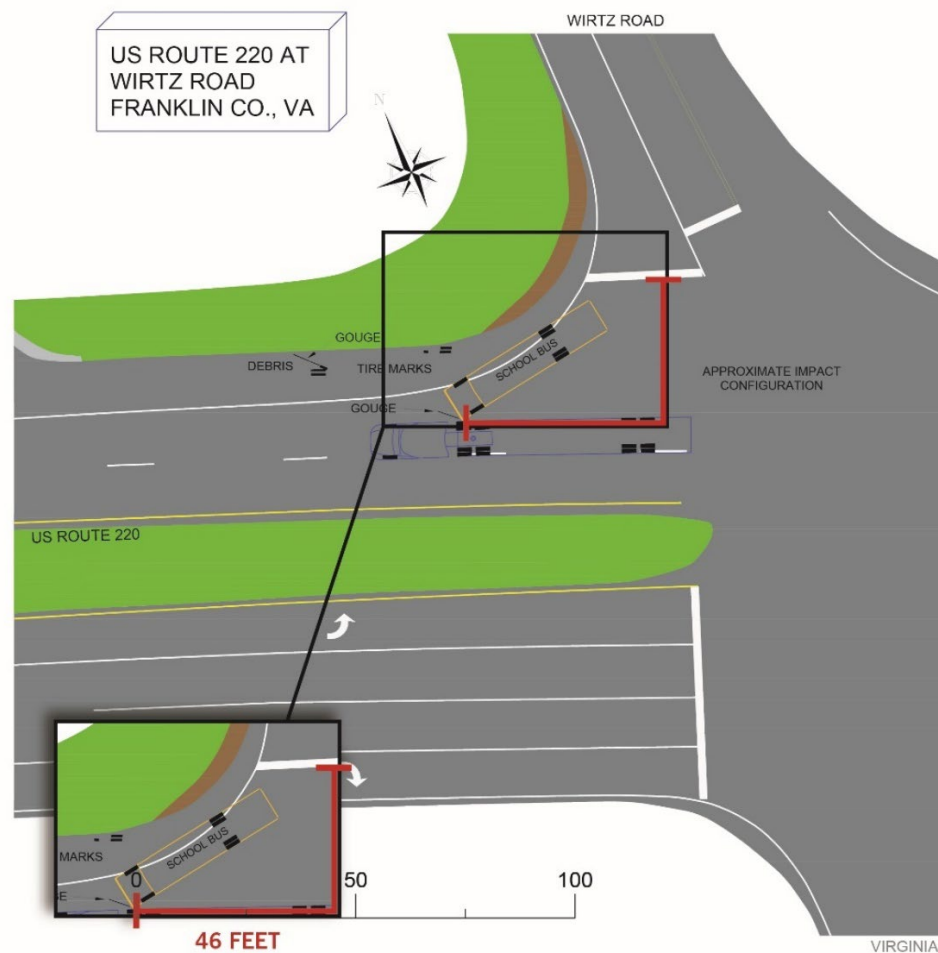 WIRTZ ROAD
US ROUTE 220 AT
WIRTZ ROAD
FRANKLIN CO., VA
N
GOUGE
DEBRIS
TIRE MARKS
SCHOOL BUS
APPROXIMATE IMPACT
CONFIGURATION
GOUGE
US ROUTE 220
MARKS
SCHOOL BUS
GE
0
50
100
46 FEET
VIRGINIA